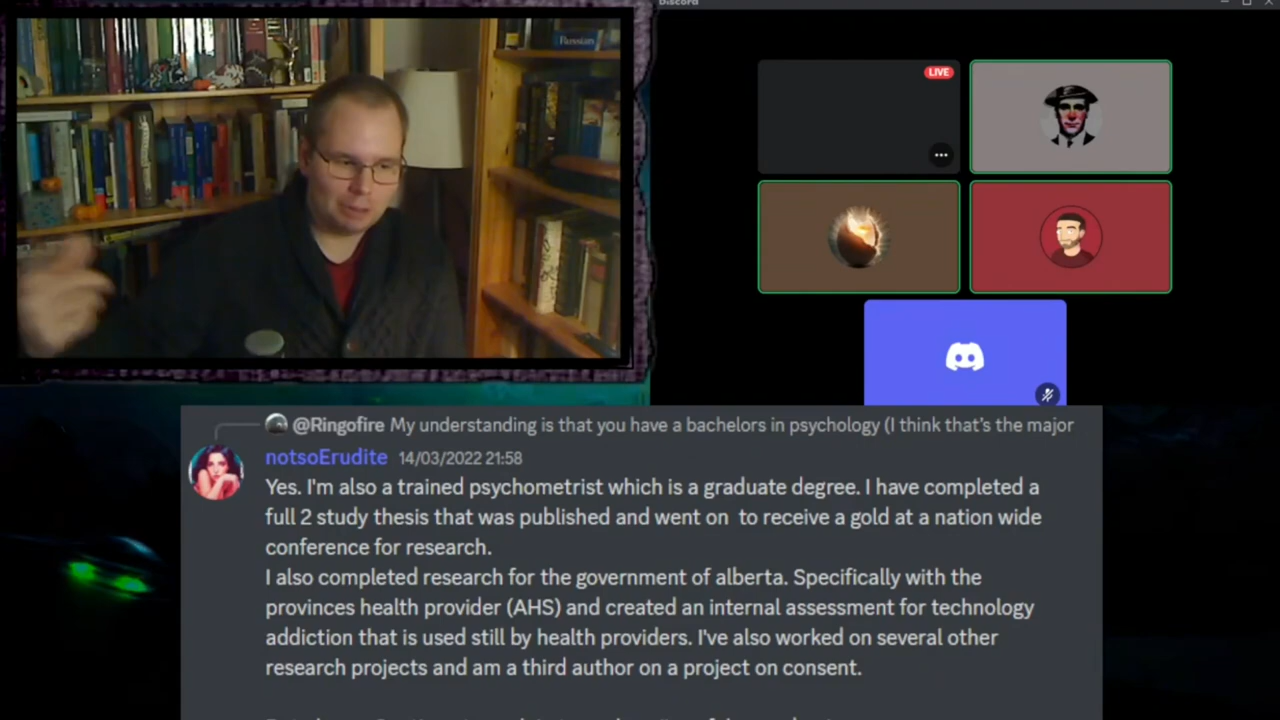 Discord
Russian
LIVE
@Ringofire My understanding is that you have a bachelors in psychology (I think that's the major
notsoErudite 14/03/2022 21:58
Yes. I'm also a trained psychometrist which is a graduate degree. I have completed a
full 2 study thesis that was published and went on to receive a gold at a nation wide
conference for research.
I also completed research for the government of alberta. Specifically with the
provinces health provider (AHS) and created an internal assessment for technology
addiction that is used still by health providers. I've also worked on several other
research projects and am a third author on a project on consent.